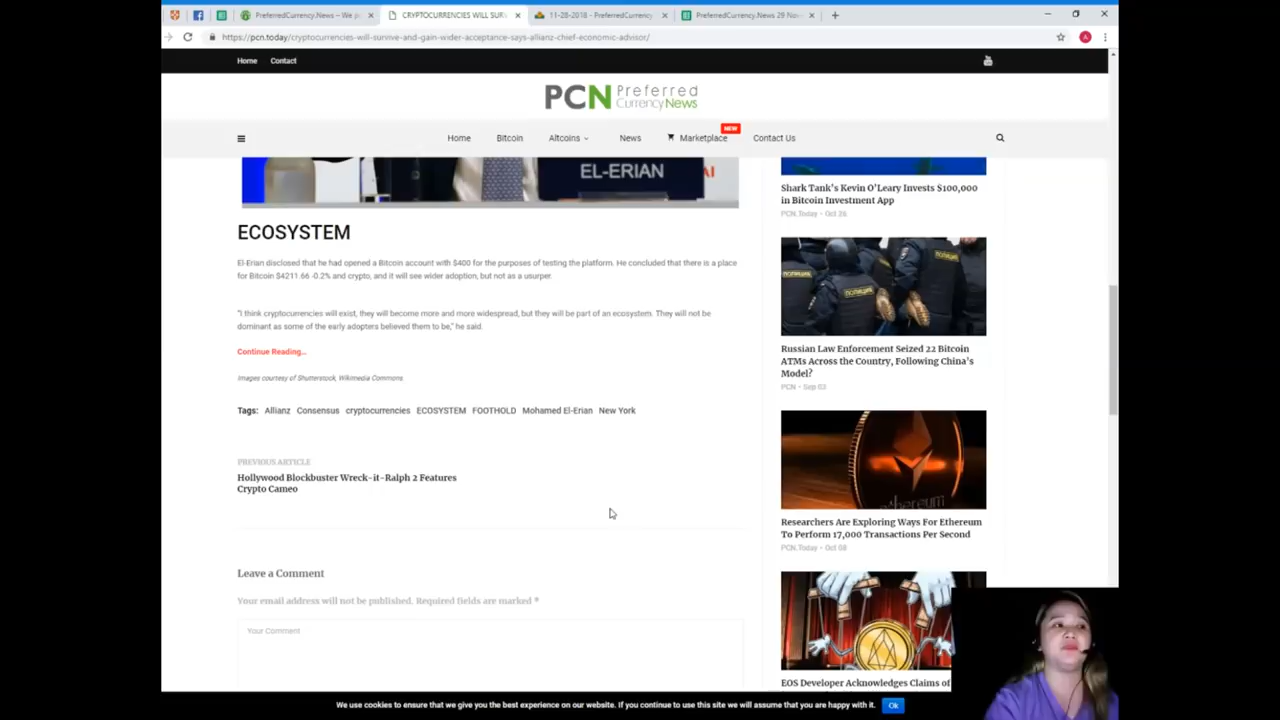 PreferredCurrency.News – We p
CRYPTOCURRENCIES WILL SURV
11-28-2018 - PreferredCurrency
PreferredCurrency.News 29 Nov
https://pcn.today/cryptocurrencies-will-survive-and-gain-wider-acceptance-says-allianz-chief-economic-advisor/
A
Home Contact
PCN Preferred
CurrencyNews
Home Bitcoin Altcoins News Marketplace NEW Contact Us
EL-ERIAN
AI
ECOSYSTEM
El-Erian disclosed that he had opened a Bitcoin account with $400 for the purposes of testing the platform. He concluded that there is a place
for Bitcoin $4211.66 -0.2% and crypto, and it will see wider adoption, but not as a usurper.
"I think cryptocurrencies will exist, they will become more and more widespread, but they will be part of an ecosystem. They will not be
dominant as some of the early adopters believed them to be," he said.
Continue Reading...
Images courtesy of Shutterstock, Wikimedia Commons
Tags: Allianz Consensus cryptocurrencies ECOSYSTEM FOOTHOLD Mohamed El-Erian New York
PREVIOUS ARTICLE
Hollywood Blockbuster Wreck-it-Ralph 2 Features
Crypto Cameo
Leave a Comment
Your email address will not be published. Required fields are marked *
Your Comment
Shark Tank's Kevin O'Leary Invests $100,000
in Bitcoin Investment App
PCN.Today - Oct 26
ПОЛИЦИЯ
ПОЛИЦИЯ
Russian Law Enforcement Seized 22 Bitcoin
ATMs Across the Country, Following China's
Model?
PCN - Sep 03
ethereum
Researchers Are Exploring Ways For Ethereum
To Perform 17,000 Transactions Per Second
PCN.Today - Oct 08
EOS Developer Acknowledges Claims of
We use cookies to ensure that we give you the best experience on our website. If you continue to use this site we will assume that you are happy with it. Ok